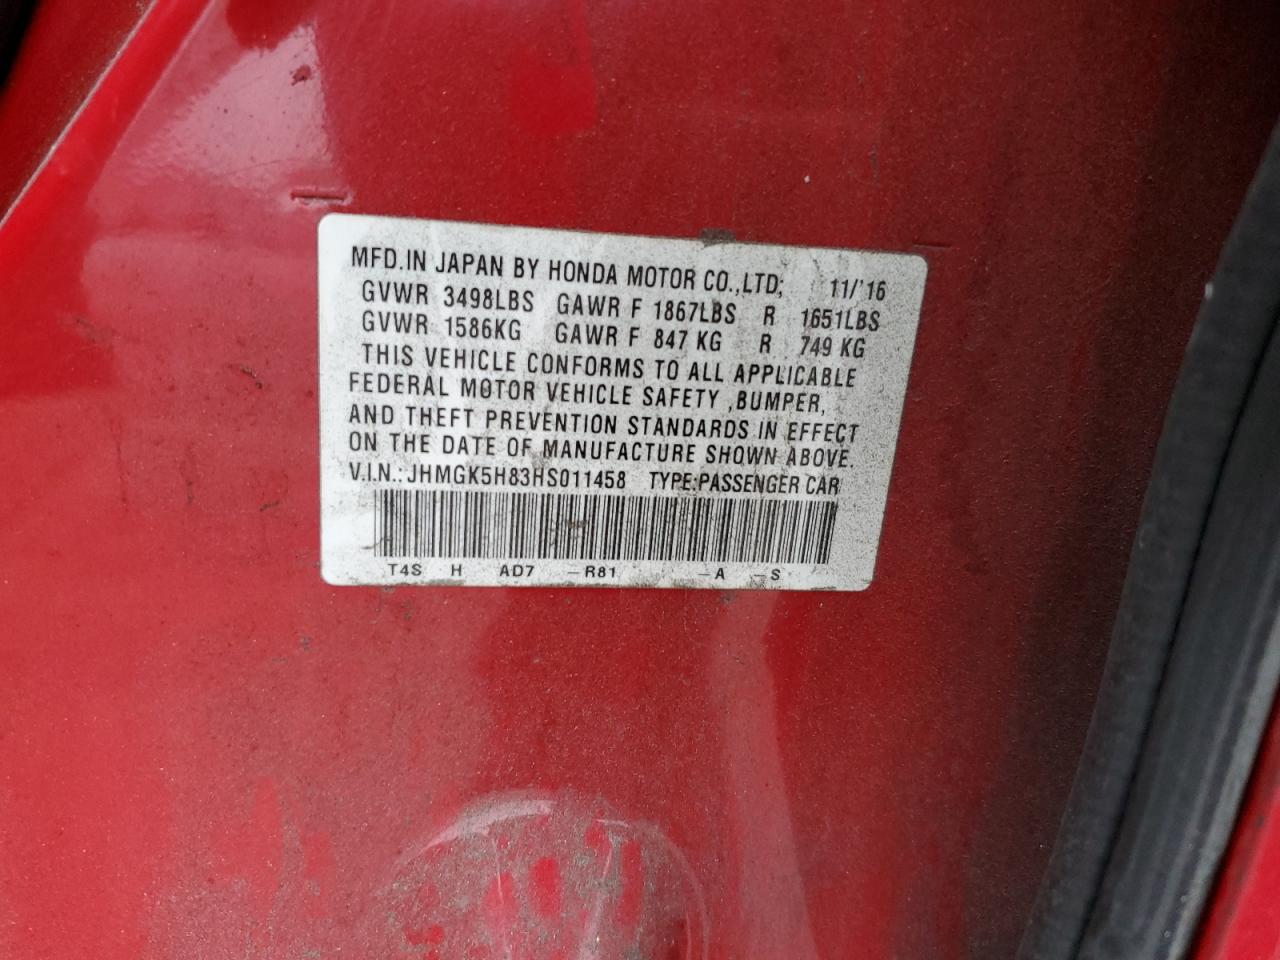 MFD.IN JAPAN BY HONDA MOTOR CO.,LTD; 11/'16
GVWR 3498LBS GAWR F 1867LBS R 1651LBS
GVWR 1586KG GAWR F 847 KG R 749 KG
THIS VEHICLE CONFORMS TO ALL APPLICABLE
FEDERAL MOTOR VEHICLE SAFETY ,BUMPER,
AND THEFT PREVENTION STANDARDS IN EFFECT
ON THE DATE OF MANUFACTURE SHOWN ABOVE.
V.I.N.:JHMGK5H83HS011458 TYPE:PASSENGER CAR
T4S H AD7 -R81 -A -S